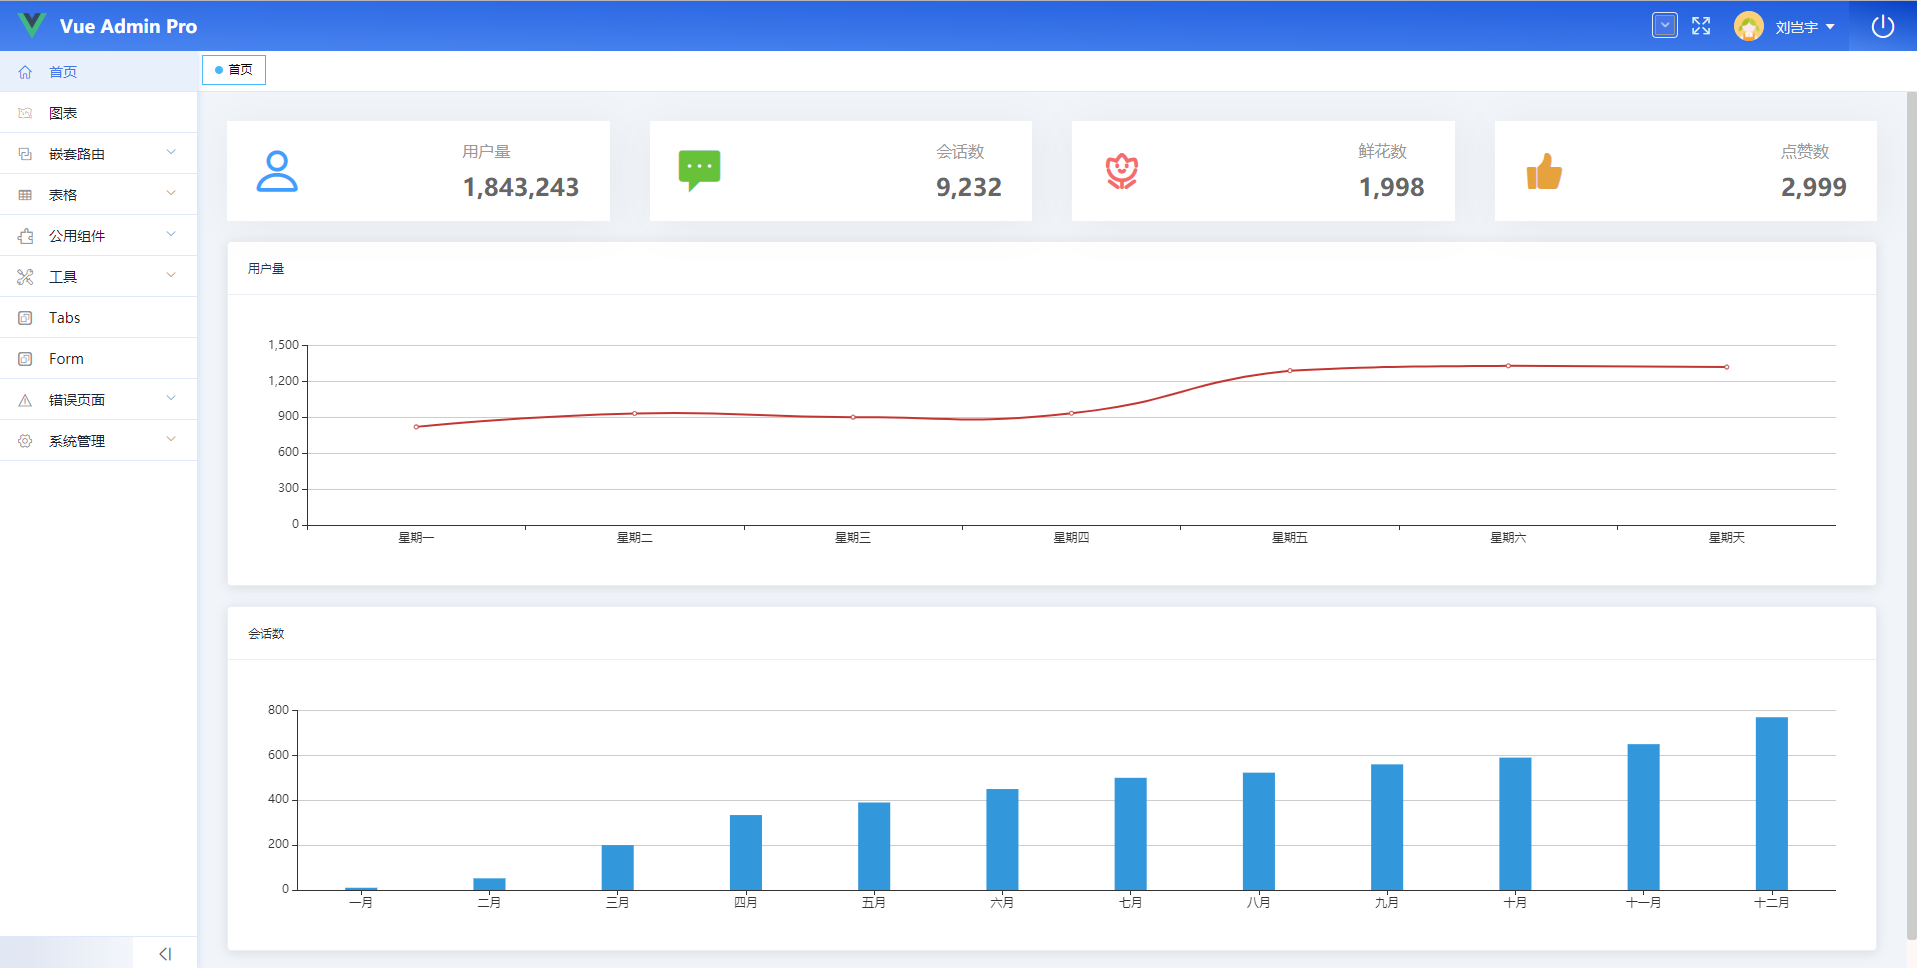 Vue Admin Pro
刘岂宇
首页
图表
嵌套路由
表格
公用组件
工具
Tabs
Form
错误页面
系统管理
首页
用户量
1,843,243
会话数
9,232
鲜花数
1,998
点赞数
2,999
用户量
1,500
1,200
900
600
300
0
星期一 星期二 星期三 星期四 星期五 星期六 星期天
会话数
800
600
400
200
0
一月 二月 三月 四月 五月 六月 七月 八月 九月 十月 十一月 十二月